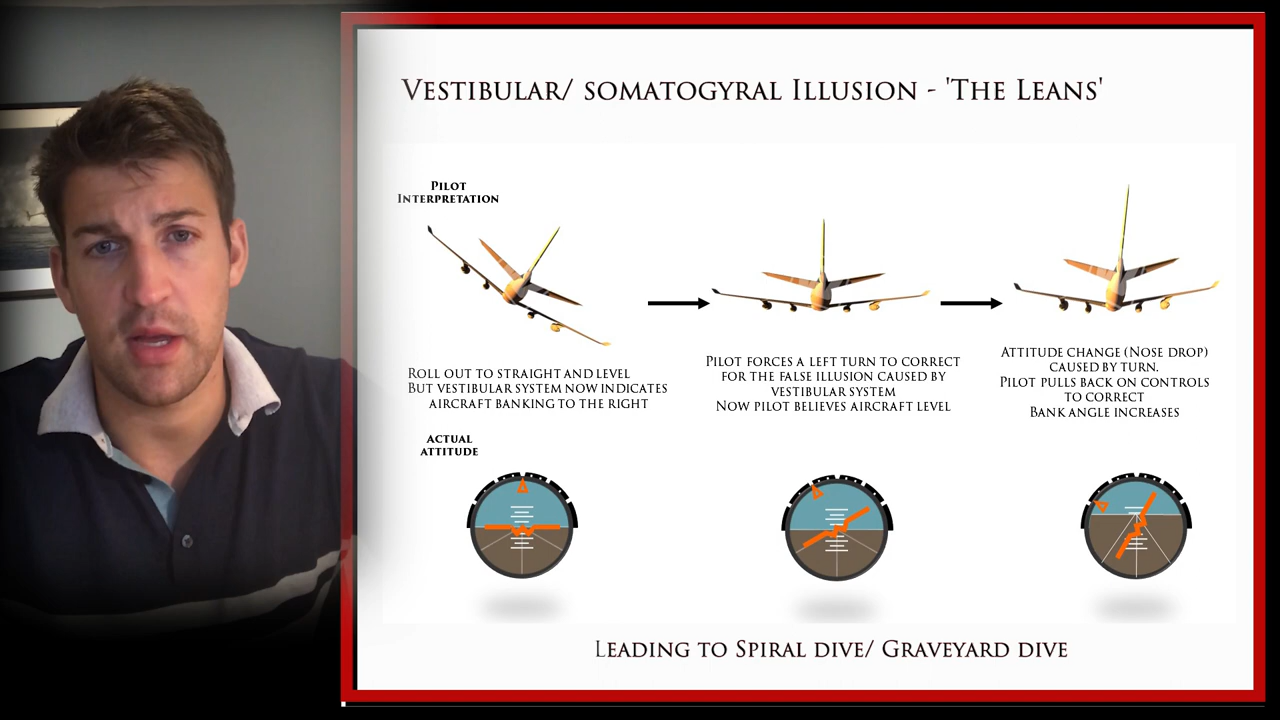 Vestibular/ somatogyral Illusion - 'The Leans'
Pilot
Interpretation
Roll out to straight and level
But vestibular system now indicates
aircraft banking to the right
Pilot forces a left turn to correct
for the false illusion caused by
vestibular system
Now pilot believes aircraft level
Attitude change (Nose drop)
caused by turn.
Pilot pulls back on controls
to correct
Bank angle increases
Actual
Attitude
Leading to Spiral dive/ Graveyard dive